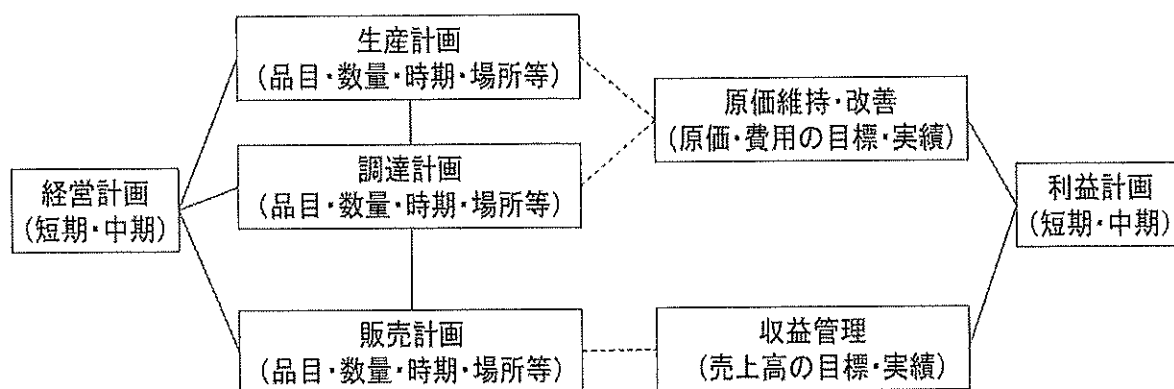 生産計画
(品目・数量・時期・場所等)
原価維持・改善
(原価・費用の目標・実績)
調達計画
(品目・数量・時期・場所等)
経営計画
(短期・中期)
利益計画
(短期・中期)
販売計画
(品目・数量・時期・場所等)
収益管理
(売上高の目標・実績)